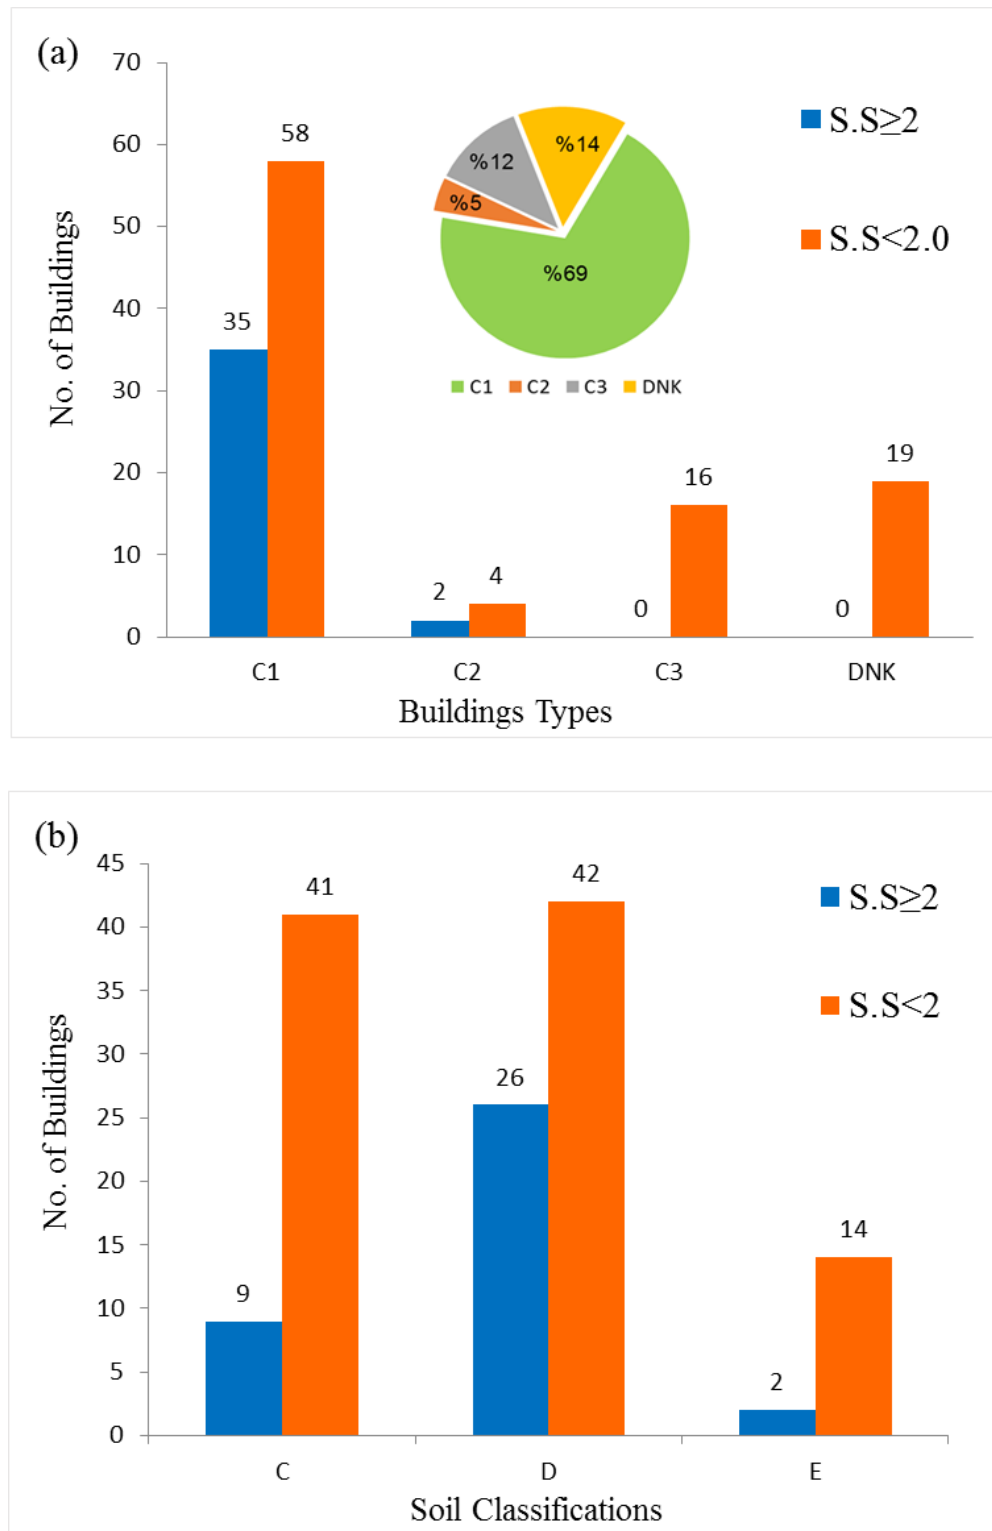 (a)
70
60
50
40
30
20
10
0
No. of Buildings
58
35
2
4
0
16
0
19
%14
%12
%5
%69
C1 C2 C3 DNK
S.S≥2
S.S<2.0
C1 C2 C3 DNK
Buildings Types
(b)
45
40
35
30
25
20
15
10
5
0
No. of Buildings
41
9
42
26
14
2
S.S≥2
S.S<2
C D E
Soil Classifications